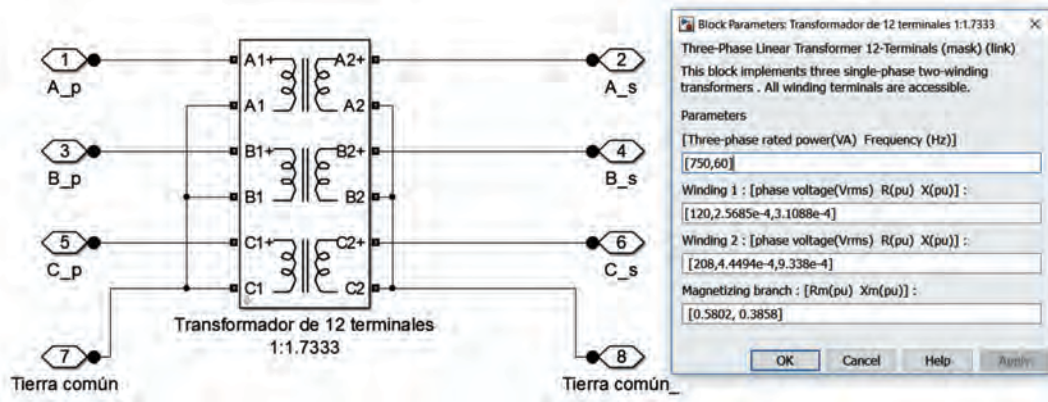 1
A_p
3
B_p
5
C_p
7
Tierra común
A1+
A2+
A1
A2
B1+
B2+
B1
B2
C1+
C2+
C1
C2
Transformador de 12 terminales
1:1.7333
2
A_s
4
B_s
6
C_s
8
Tierra común_
Block Parameters: Transformador de 12 terminales 1:1.7333
Three-Phase Linear Transformer 12-Terminals (mask) (link)
This block implements three single-phase two-winding
transformers . All winding terminals are accessible.
Parameters
[Three-phase rated power(VA) Frequency (Hz)]
[750,60]
Winding 1 : [phase voltage(Vrms) R(pu) X(pu)] :
[120,2.5685e-4,3.1088e-4]
Winding 2 : [phase voltage(Vrms) R(pu) X(pu)] :
[208,4.4494e-4,9.338e-4]
Magnetizing branch : [Rm(pu) Xm(pu)] :
[0.5802, 0.3858]
OK Cancel Help Apply